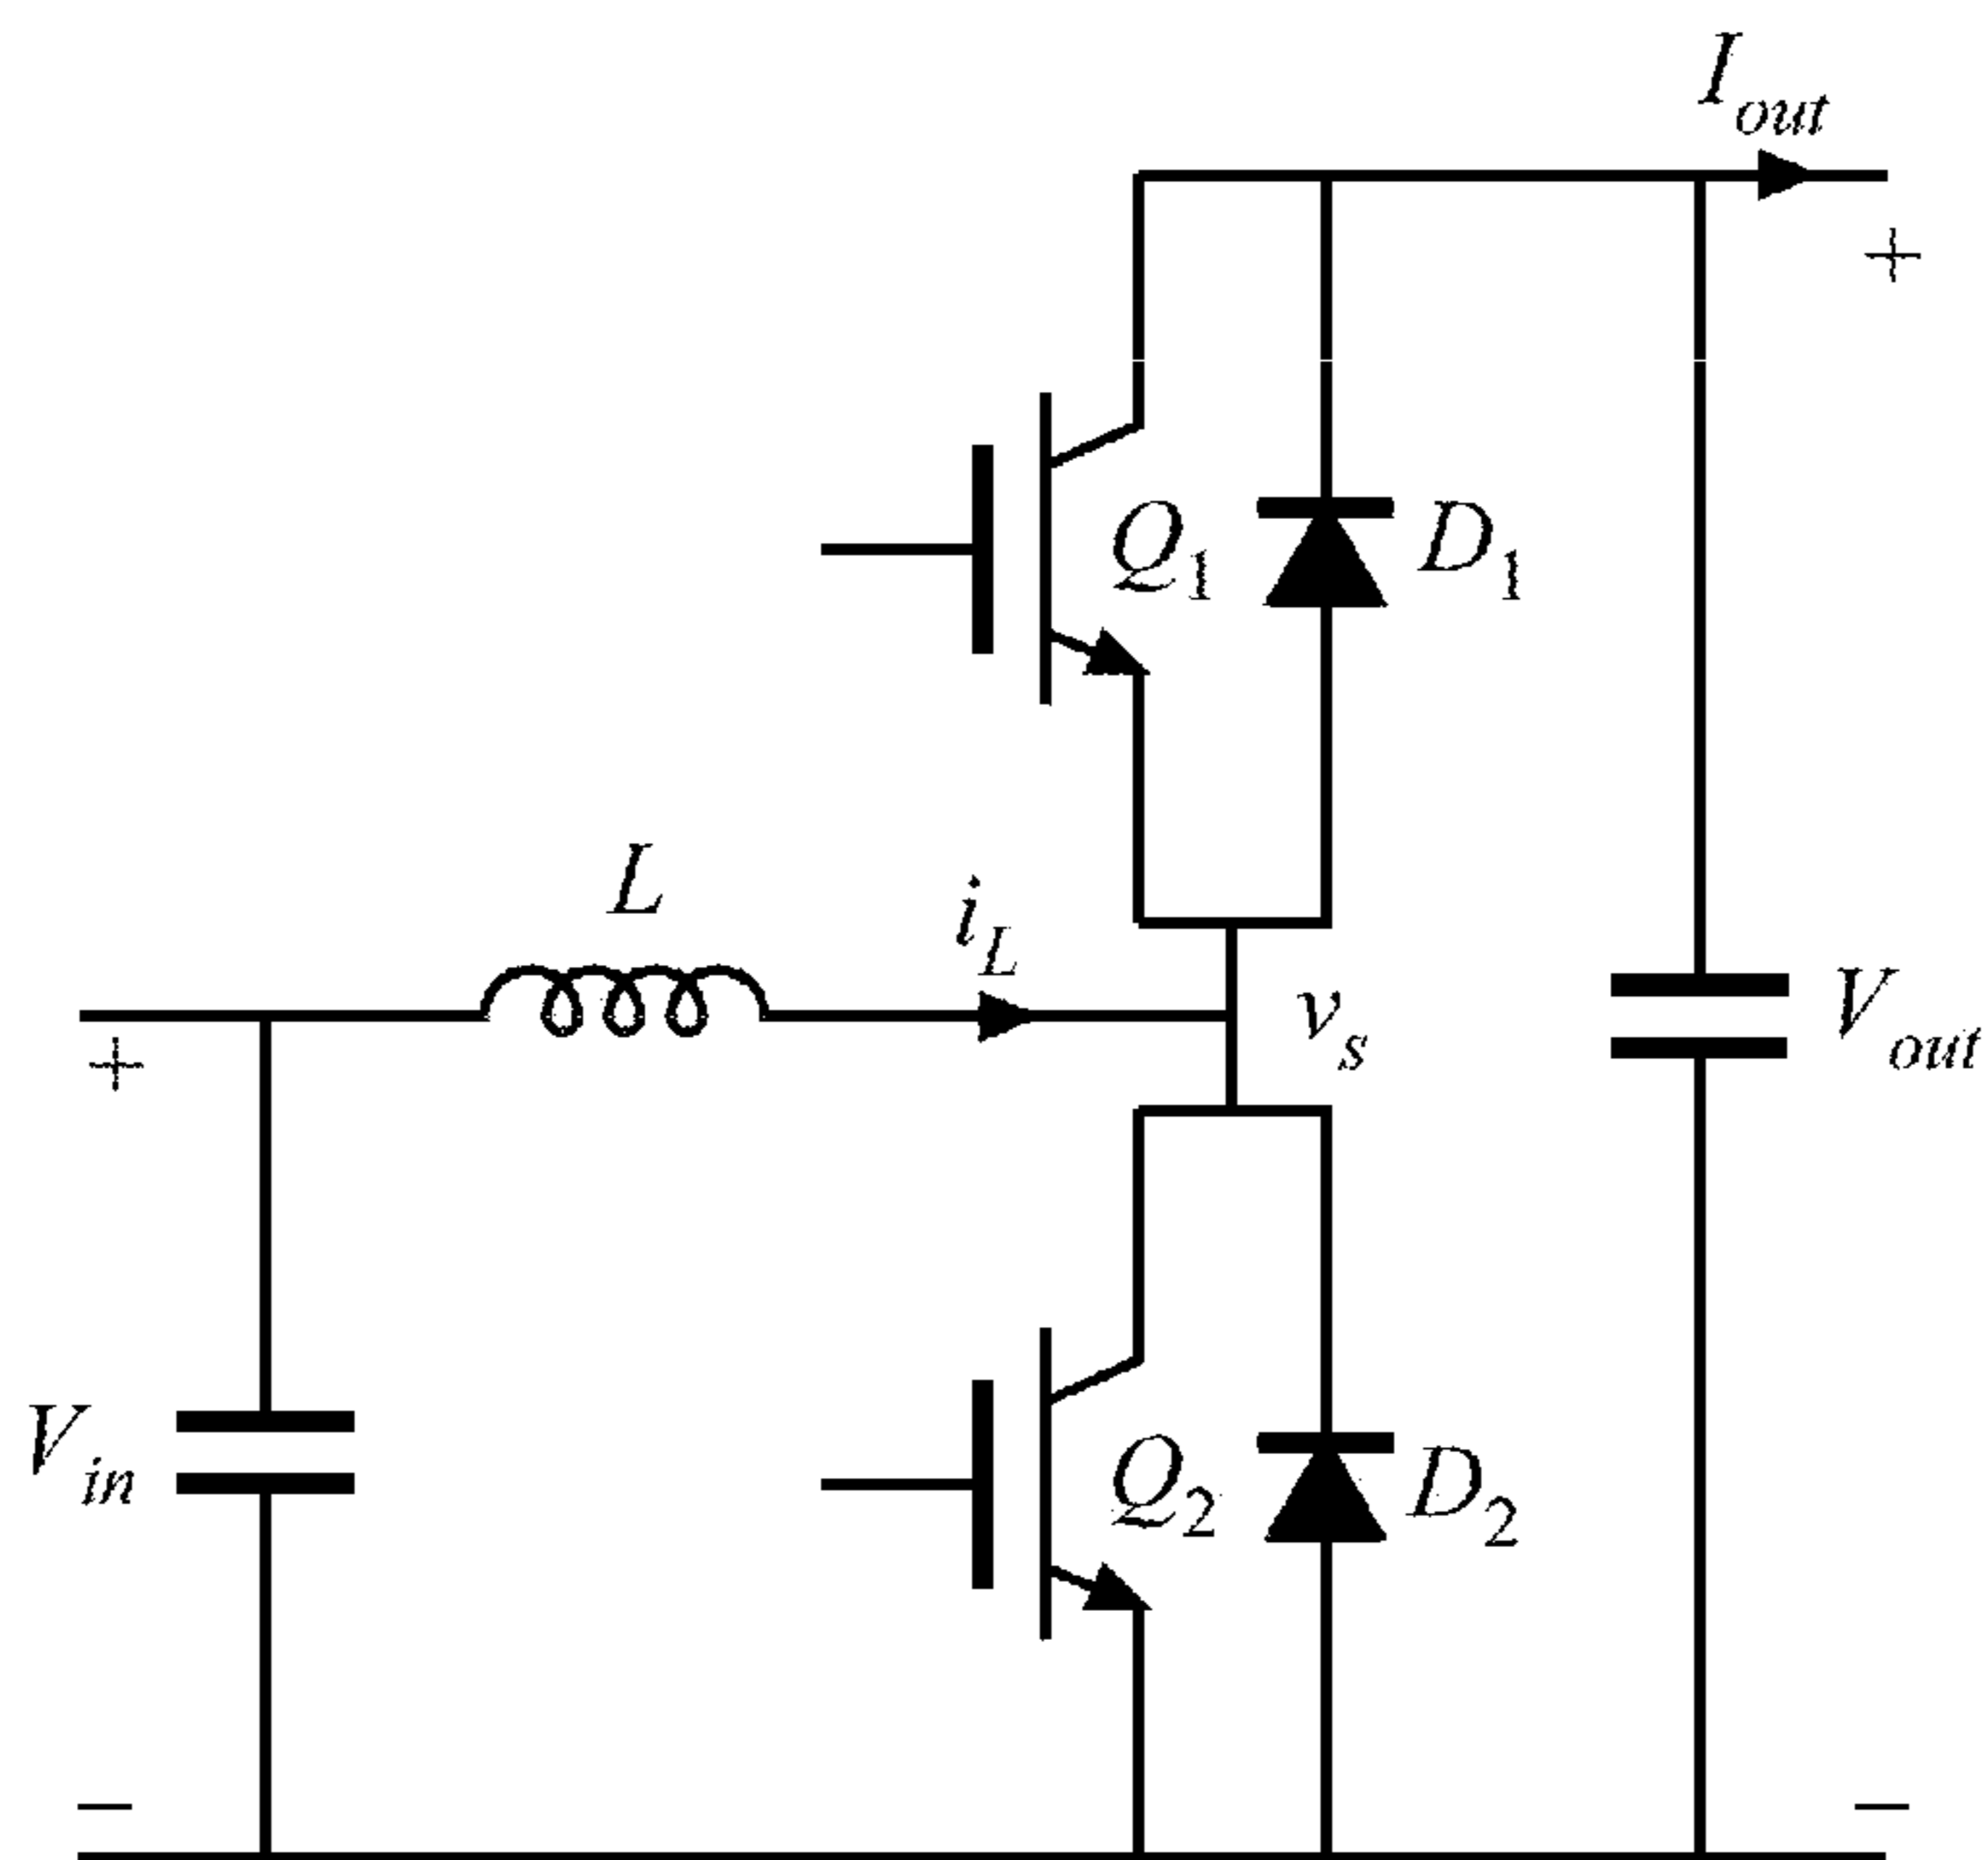 I_out
+
Q_1
D_1
L
i_L
v_s
V_out
+
V_in
Q_2
D_2
−
−